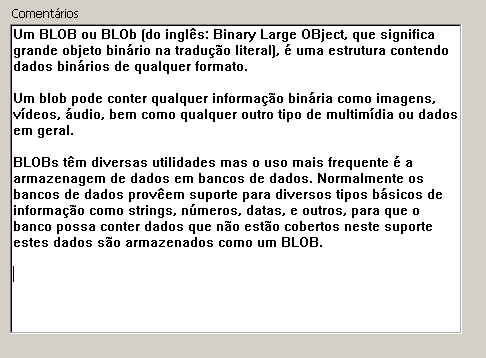 Comentários
Um BLOB ou BLOb (do inglês: Binary Large OBject, que significa
grande objeto binário na tradução literal), é uma estrutura contendo
dados binários de qualquer formato.
Um blob pode conter qualquer informação binária como imagens,
vídeos, áudio, bem como qualquer outro tipo de multimídia ou dados
em geral.
BLOBs têm diversas utilidades mas o uso mais frequente é a
armazenagem de dados em bancos de dados. Normalmente os
bancos de dados provêem suporte para diversos tipos básicos de
informação como strings, números, datas, e outros, para que o
banco possa conter dados que não estão cobertos neste suporte
estes dados são armazenados como um BLOB.